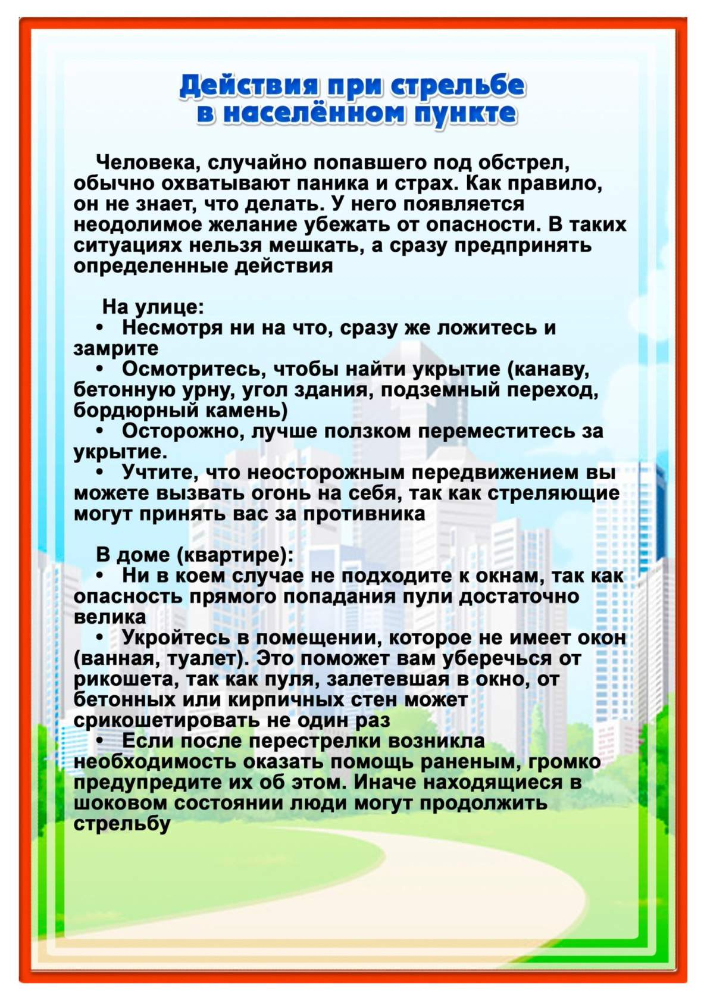 Действия при стрельбе
в населённом пункте
Человека, случайно попавшего под обстрел,
обычно охватывают паника и страх. Как правило,
он не знает, что делать. У него появляется
неодолимое желание убежать от опасности. В таких
ситуациях нельзя мешкать, а сразу предпринять
определенные действия
На улице:
• Несмотря ни на что, сразу же ложитесь и
замрите
• Осмотритесь, чтобы найти укрытие (канаву,
бетонную урну, угол здания, подземный переход,
бордюрный камень)
• Осторожно, лучше ползком переместитесь за
укрытие.
• Учтите, что неосторожным передвижением вы
можете вызвать огонь на себя, так как стреляющие
могут принять вас за противника
В доме (квартире):
• Ни в коем случае не подходите к окнам, так как
опасность прямого попадания пули достаточно
велика
• Укройтесь в помещении, которое не имеет окон
(ванная, туалет). Это поможет вам уберечься от
рикошета, так как пуля, залетевшая в окно, от
бетонных или кирпичных стен может
срикошетировать не один раз
• Если после перестрелки возникла
необходимость оказать помощь раненым, громко
предупредите их об этом. Иначе находящиеся в
шоковом состоянии люди могут продолжить
стрельбу